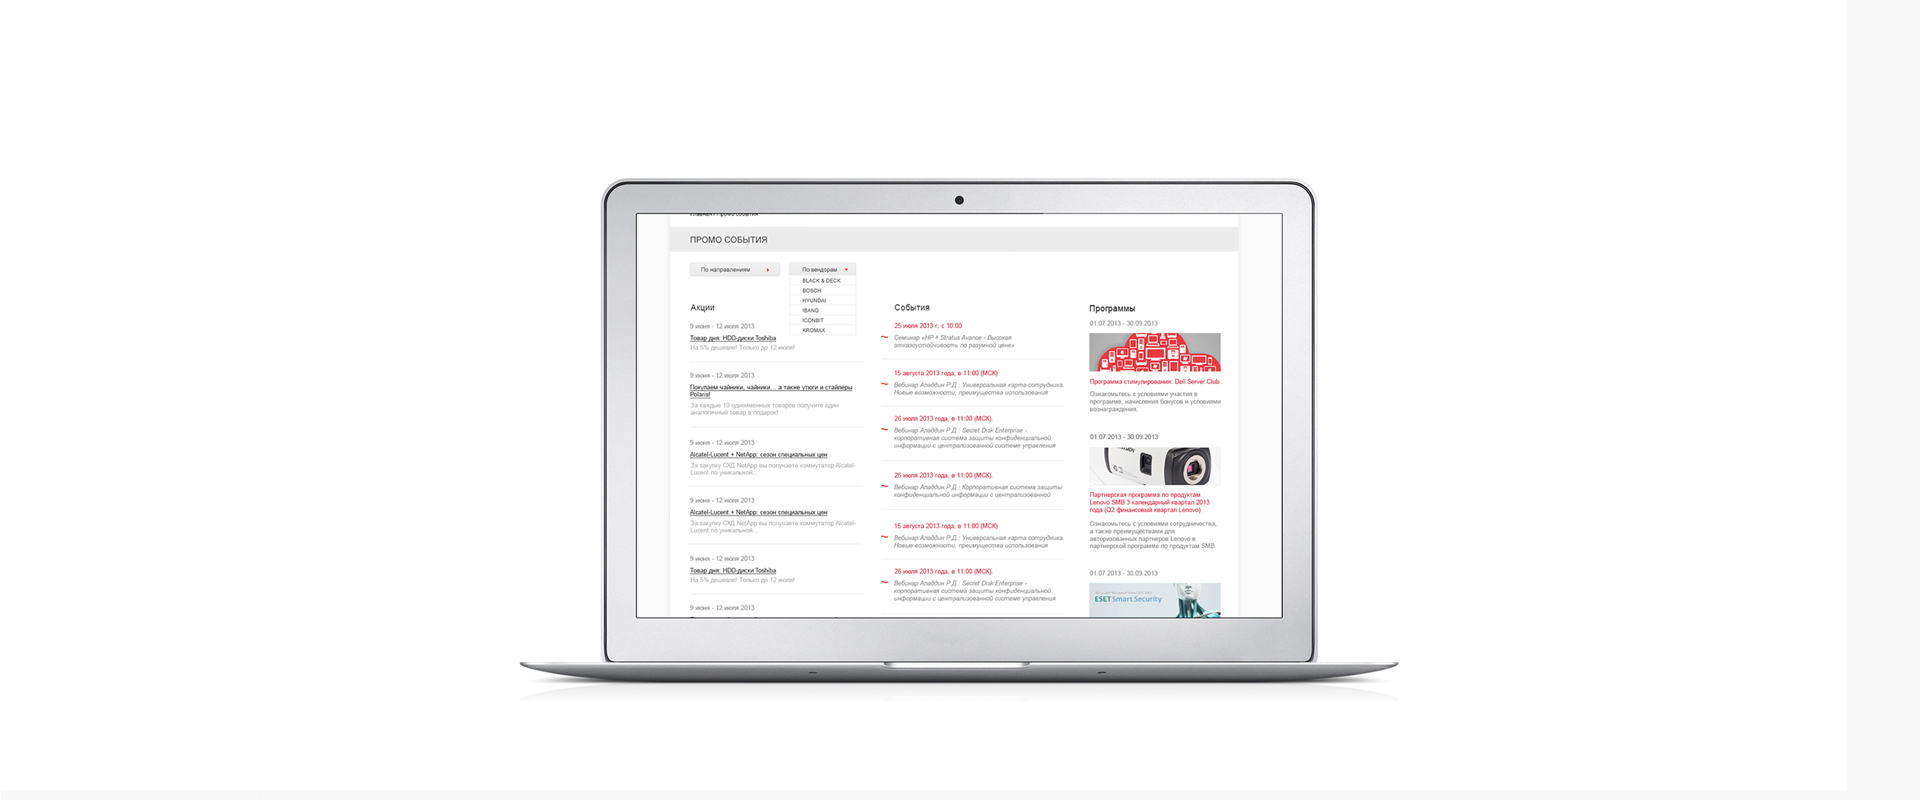 Главная / Промо события
ПРОМО СОБЫТИЯ
По направлениям
По вендорам
BLACK & DECK
BOSCH
HYUNDAI
IBANG
ICONBIT
KROMAX
Акции
9 июня - 12 июля 2013
Товар дня: HDD-диски Toshiba
На 5% дешевле! Только до 12 июля!
9 июня - 12 июля 2013
Покупаем чайники, чайники... а также утюги и стайлеры
Polaris!
За каждые 10 одноименных товаров получите один
аналогичный товар в подарок!
9 июня - 12 июля 2013
Alcatel-Lucent + NetApp: сезон специальных цен
За закупку СХД NetApp вы получаете коммутатор Alcatel-
Lucent по уникальной...
9 июня - 12 июля 2013
Alcatel-Lucent + NetApp: сезон специальных цен
За закупку СХД NetApp вы получаете коммутатор Alcatel-
Lucent по уникальной...
9 июня - 12 июля 2013
Товар дня: HDD-диски Toshiba
На 5% дешевле! Только до 12 июля!
9 июня - 12 июля 2013
События
25 июля 2013 г. с 10:00
Семинар «HP + Stratus Avance - Высокая
отказоустойчивость по разумной цене»
15 августа 2013 года, в 11:00 (МСК)
Вебинар Аладдин Р.Д.: Универсальная карта сотрудника.
Новые возможности, преимущества использования
26 июля 2013 года, в 11:00 (МСК).
Вебинар Аладдин Р.Д.: Secret Disk Enterprise -
корпоративная система защиты конфиденциальной
информации с централизованной системе управления
26 июля 2013 года, в 11:00 (МСК).
Вебинар Аладдин Р.Д.: Корпоративная система защиты
конфиденциальной информации с централизованной
15 августа 2013 года, в 11:00 (МСК)
Вебинар Аладдин Р.Д.: Универсальная карта сотрудника.
Новые возможности, преимущества использования
26 июля 2013 года, в 11:00 (МСК).
Вебинар Аладдин Р.Д.: Secret Disk Enterprise -
корпоративная система защиты конфиденциальной
информации с централизованной системе управления
Программы
01.07.2013 - 30.09.2013
Программа стимулирования: Dell Server Club
Ознакомьтесь с условиями участия в
программе, начисления бонусов и условиями
вознаграждения.
01.07.2013 - 30.09.2013
Партнерская программа по продуктам
Lenovo SMB 3 календарный квартал 2013
года (Q2 финансовый квартал Lenovo)
Ознакомьтесь с условиями сотрудничества,
а также преимуществами для
авторизованных партнеров Lenovo в
партнерской программе по продуктам SMB.
01.07.2013 - 30.09.2013
ESET Smart Security